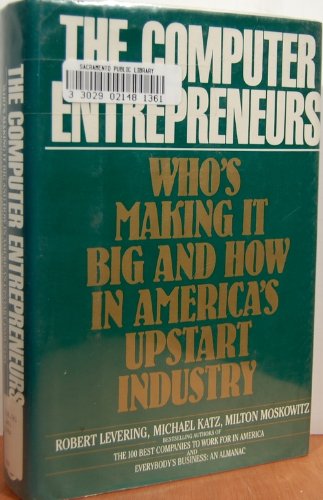 THE COMPUTER
ENTREPRENEURS
SACRAMENTO PUBLIC LIBRARY
3 3029 02148 1361
WHO'S
MAKING IT
BIG AND HOW
IN AMERICA'S
UPSTART
INDUSTRY
ROBERT LEVERING, MICHAEL KATZ, MILTON MOSKOWITZ
BESTSELLING AUTHORS OF
THE 100 BEST COMPANIES TO WORK FOR IN AMERICA
AND
EVERYBODY'S BUSINESS: AN ALMANAC
THE COMPUTER ENTREPRENEURS